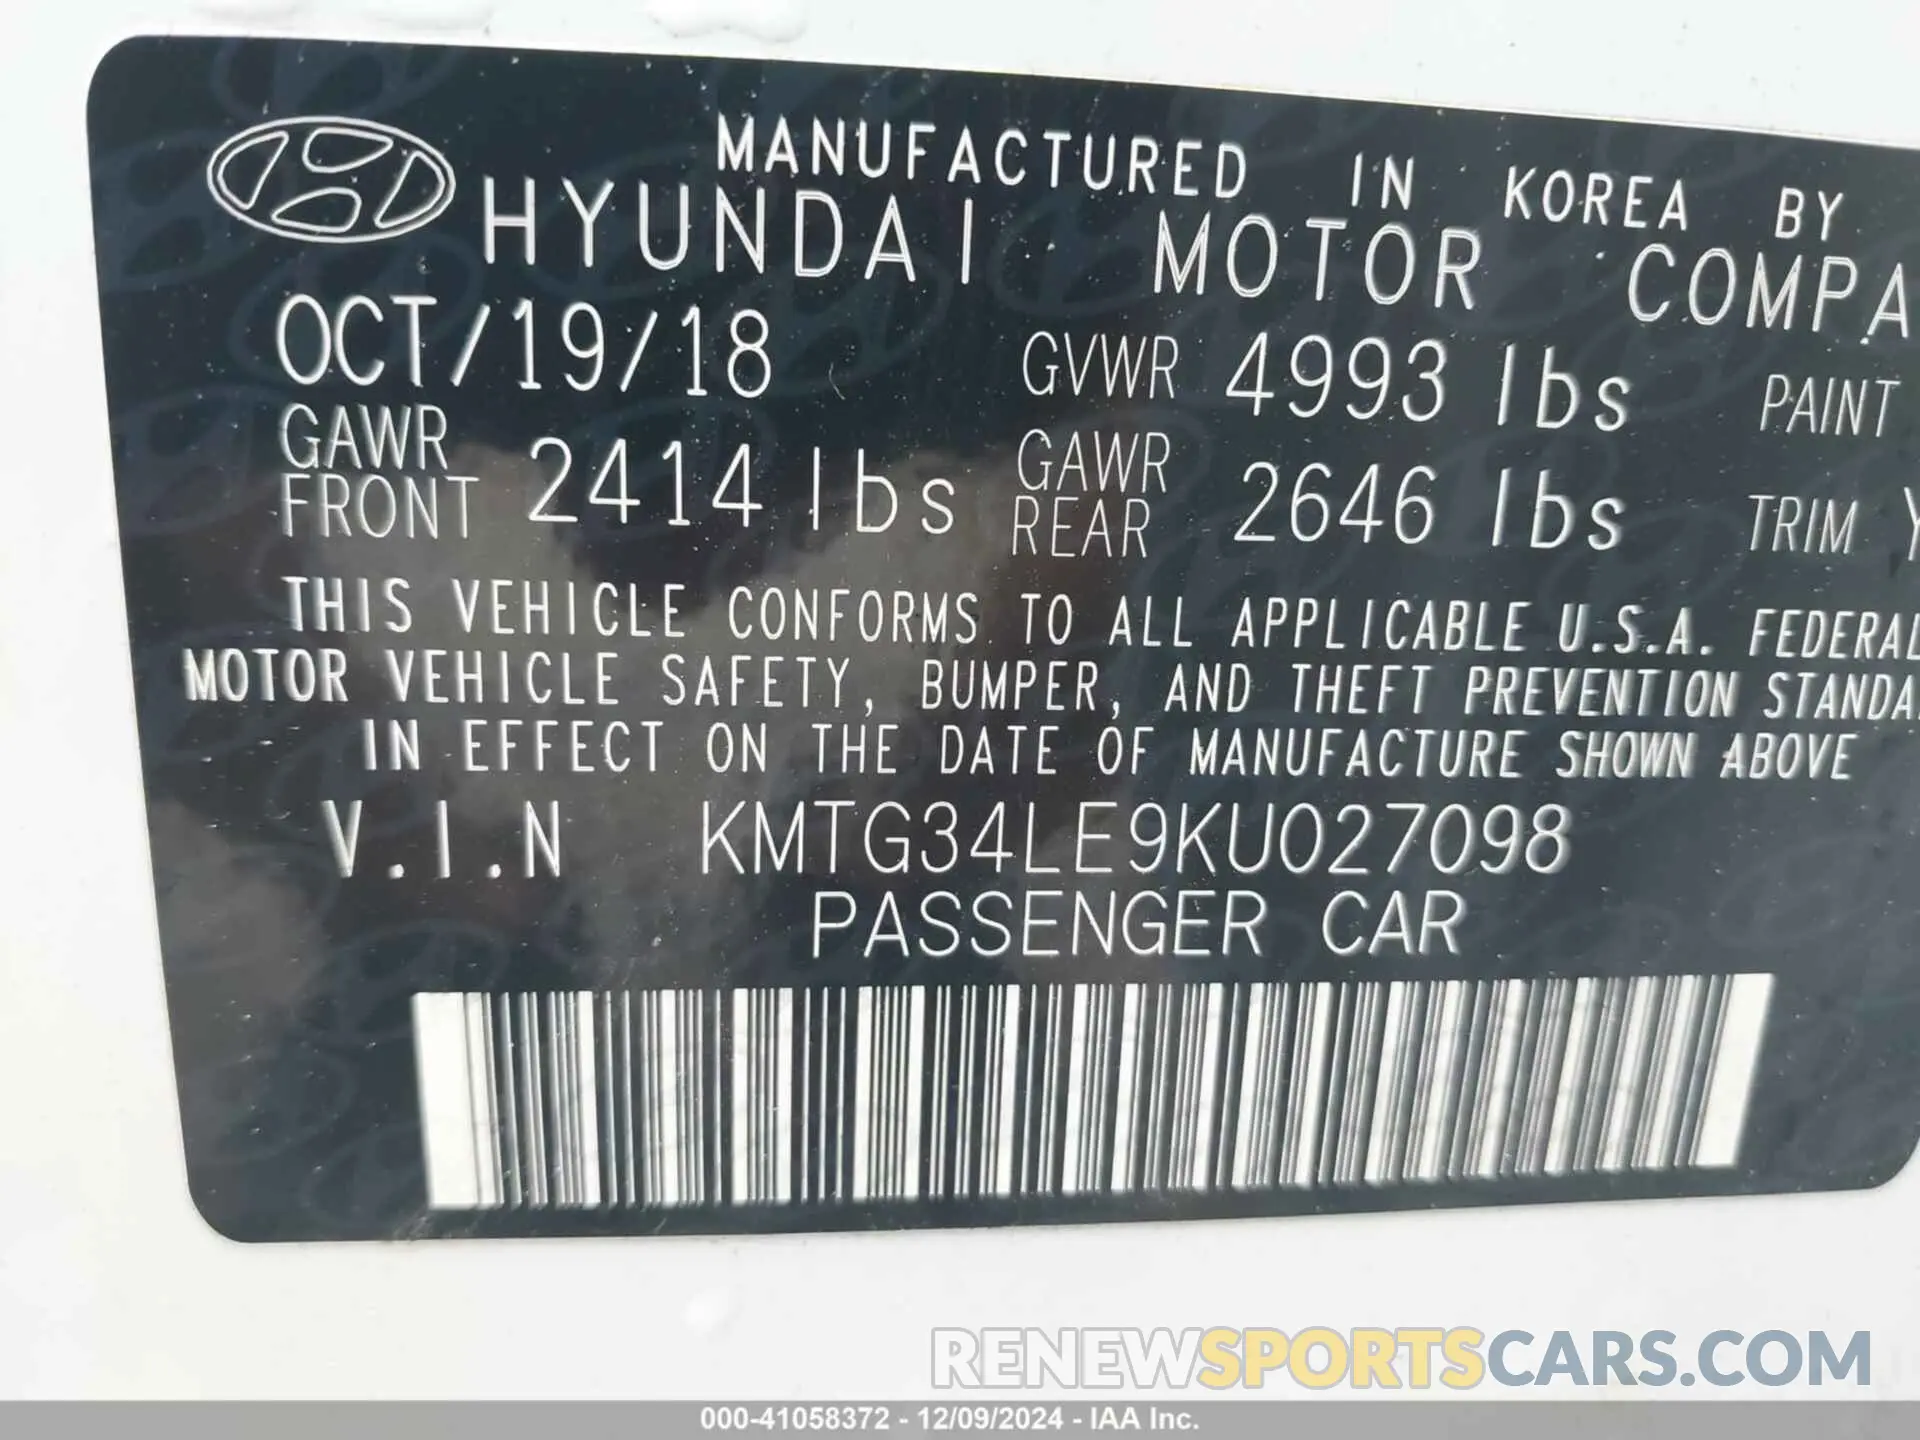 MANUFACTURED IN KOREA BY
HYUNDAI MOTOR COMPA
OCT/19/18 GVWR 4993 lbs PAINT
GAWR FRONT 2414 lbs GAWR REAR 2646 lbs TRIM Y
THIS VEHICLE CONFORMS TO ALL APPLICABLE U.S.A. FEDERAL
MOTOR VEHICLE SAFETY, BUMPER, AND THEFT PREVENTION STANDA
IN EFFECT ON THE DATE OF MANUFACTURE SHOWN ABOVE
V.I.N KMTG34LE9KU027098
PASSENGER CAR
RENEWSPORTSCARS.COM
000-41058372 - 12/09/2024 - IAA Inc.